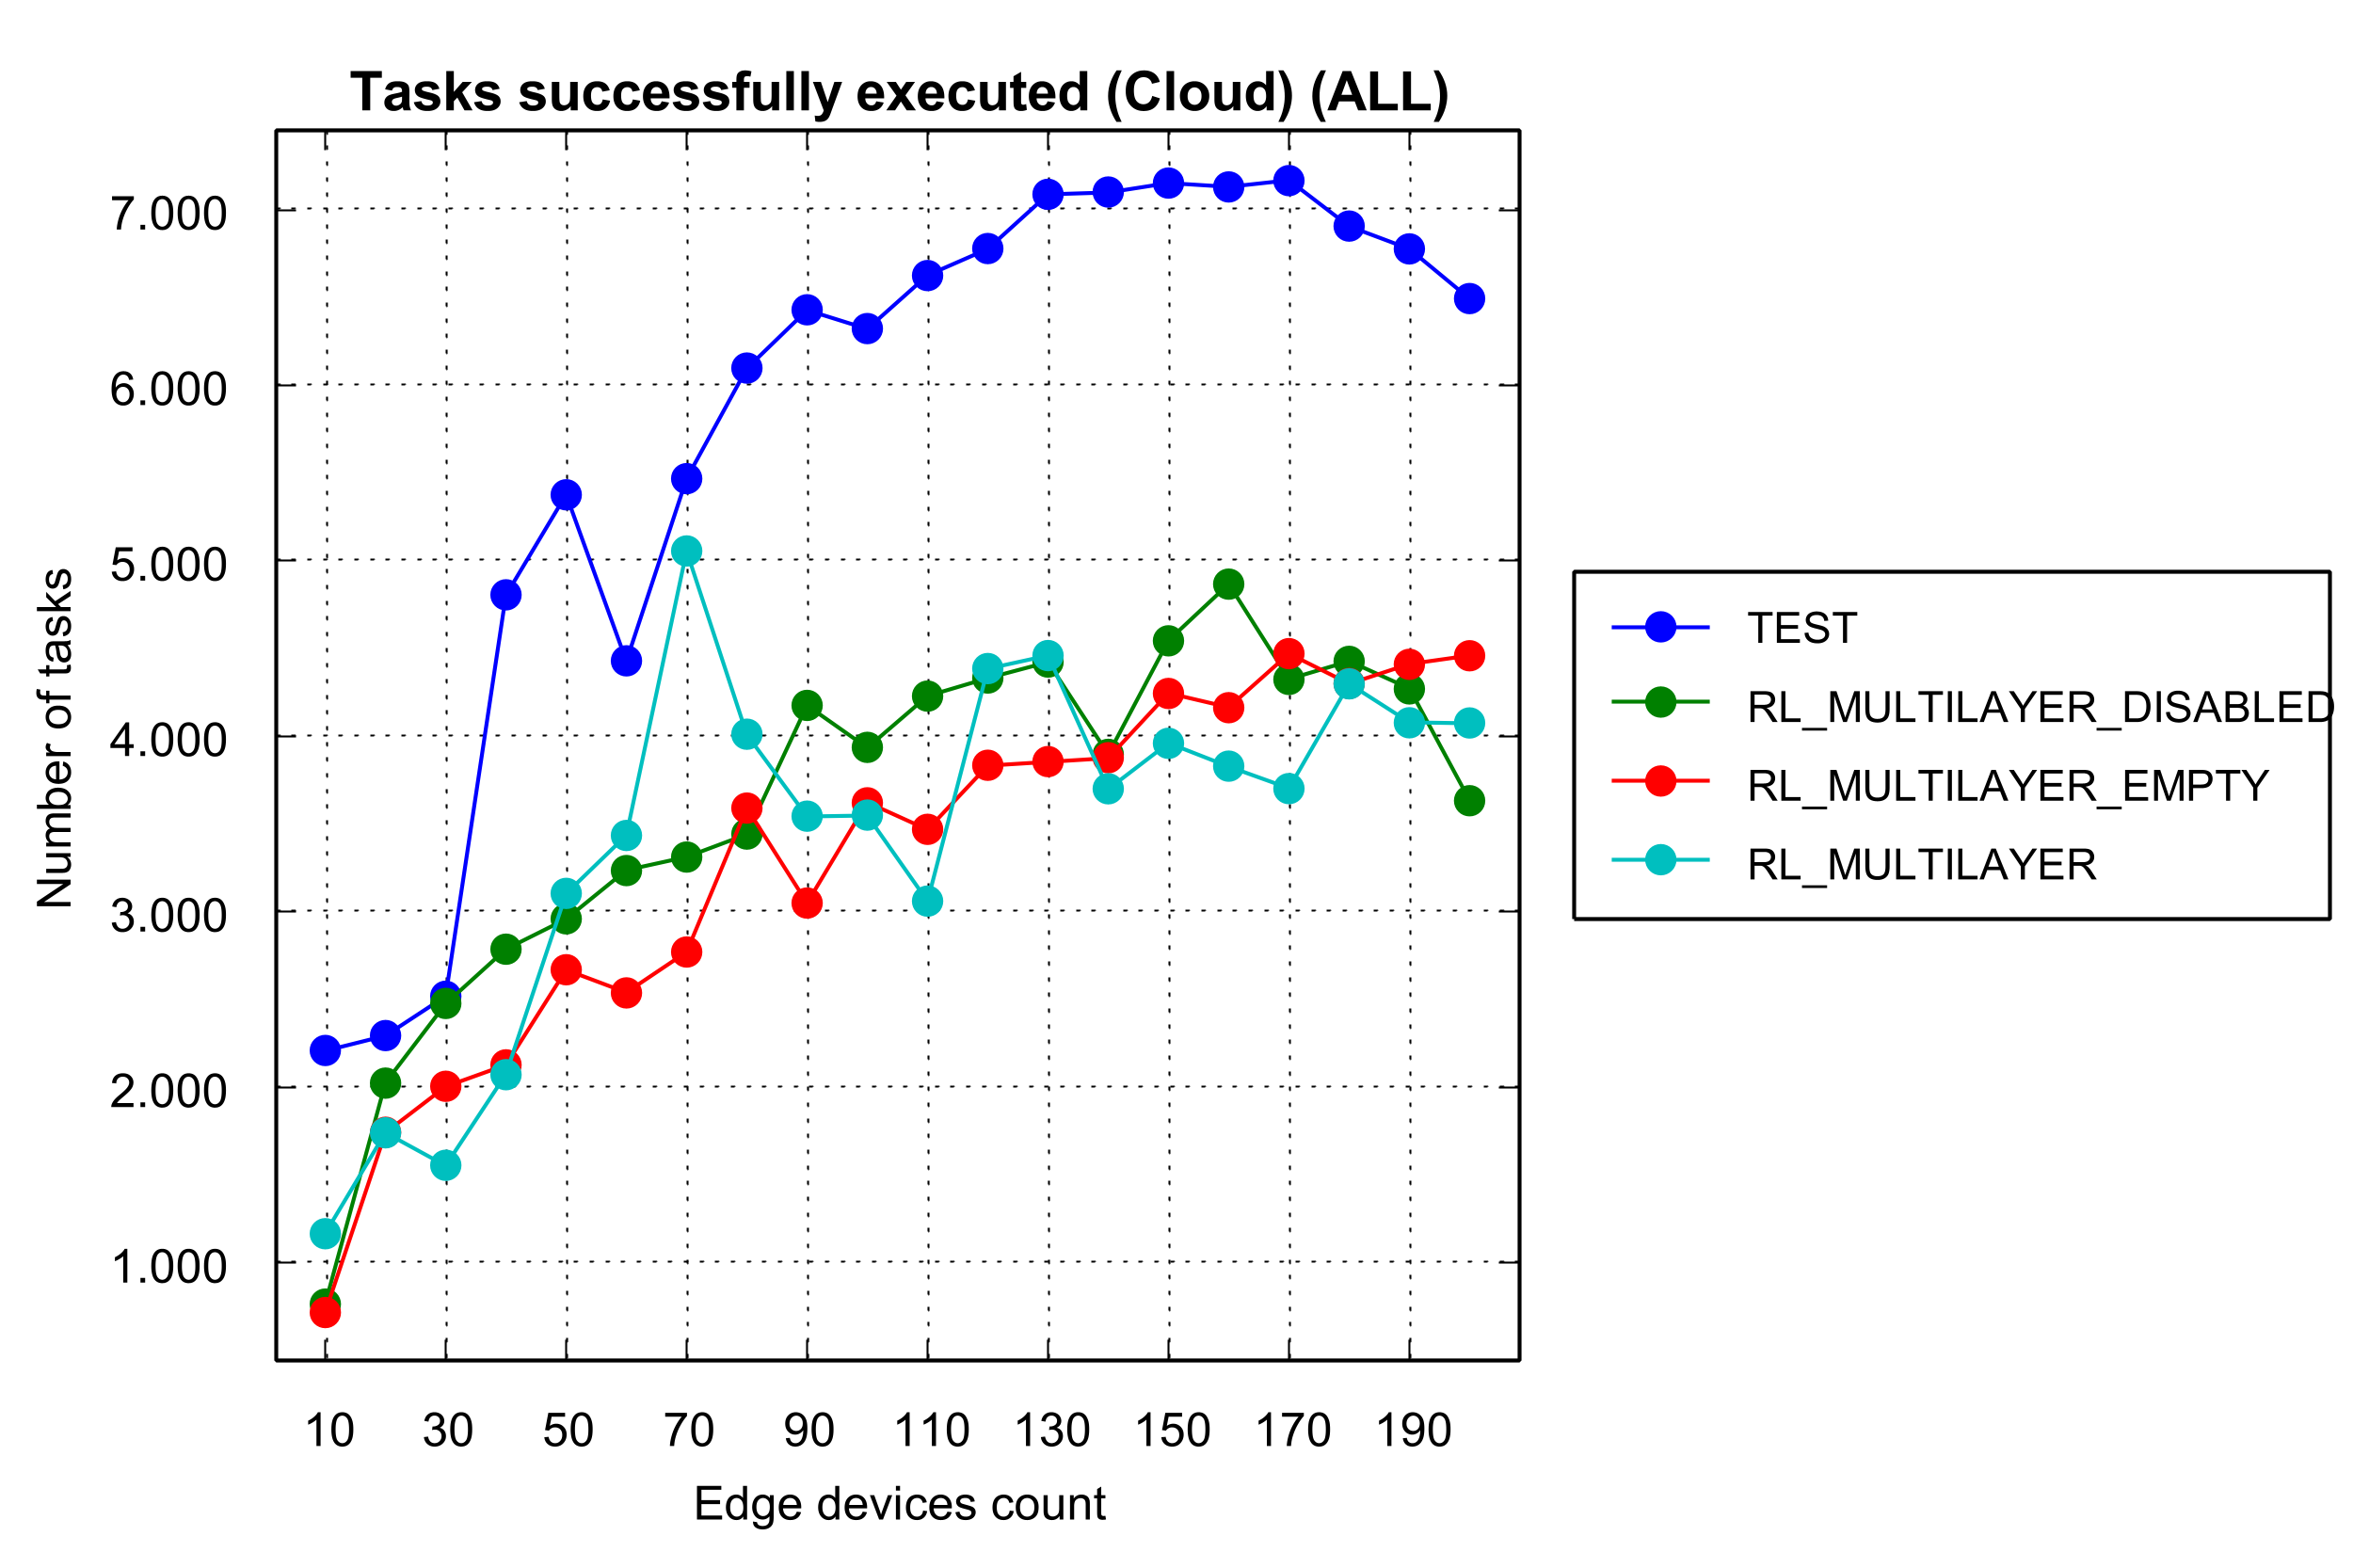 Tasks successfully executed (Cloud) (ALL)
7.000
6.000
5.000
4.000
3.000
2.000
1.000
Number of tasks
10 30 50 70 90 110 130 150 170 190
Edge devices count
TEST
RL_MULTILAYER_DISABLED
RL_MULTILAYER_EMPTY
RL_MULTILAYER